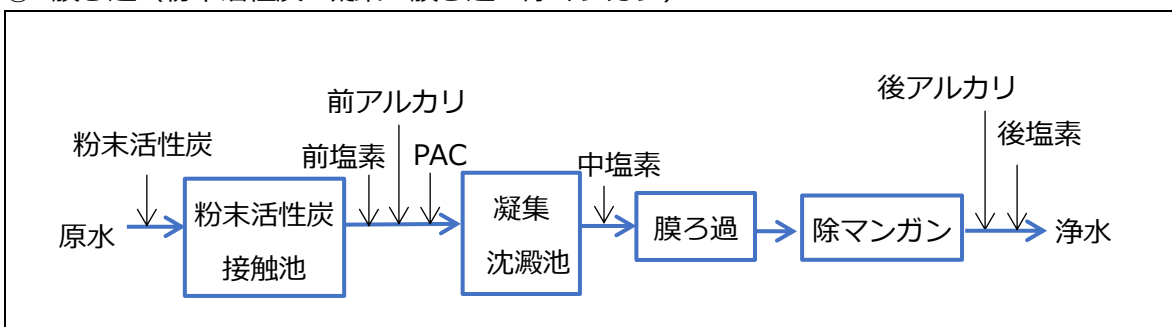 前アルカリ
後アルカリ
粉末活性炭
前塩素
PAC
中塩素
後塩素
原水
粉末活性炭
接触池
凝集
沈澱池
膜ろ過
除マンガン
浄水